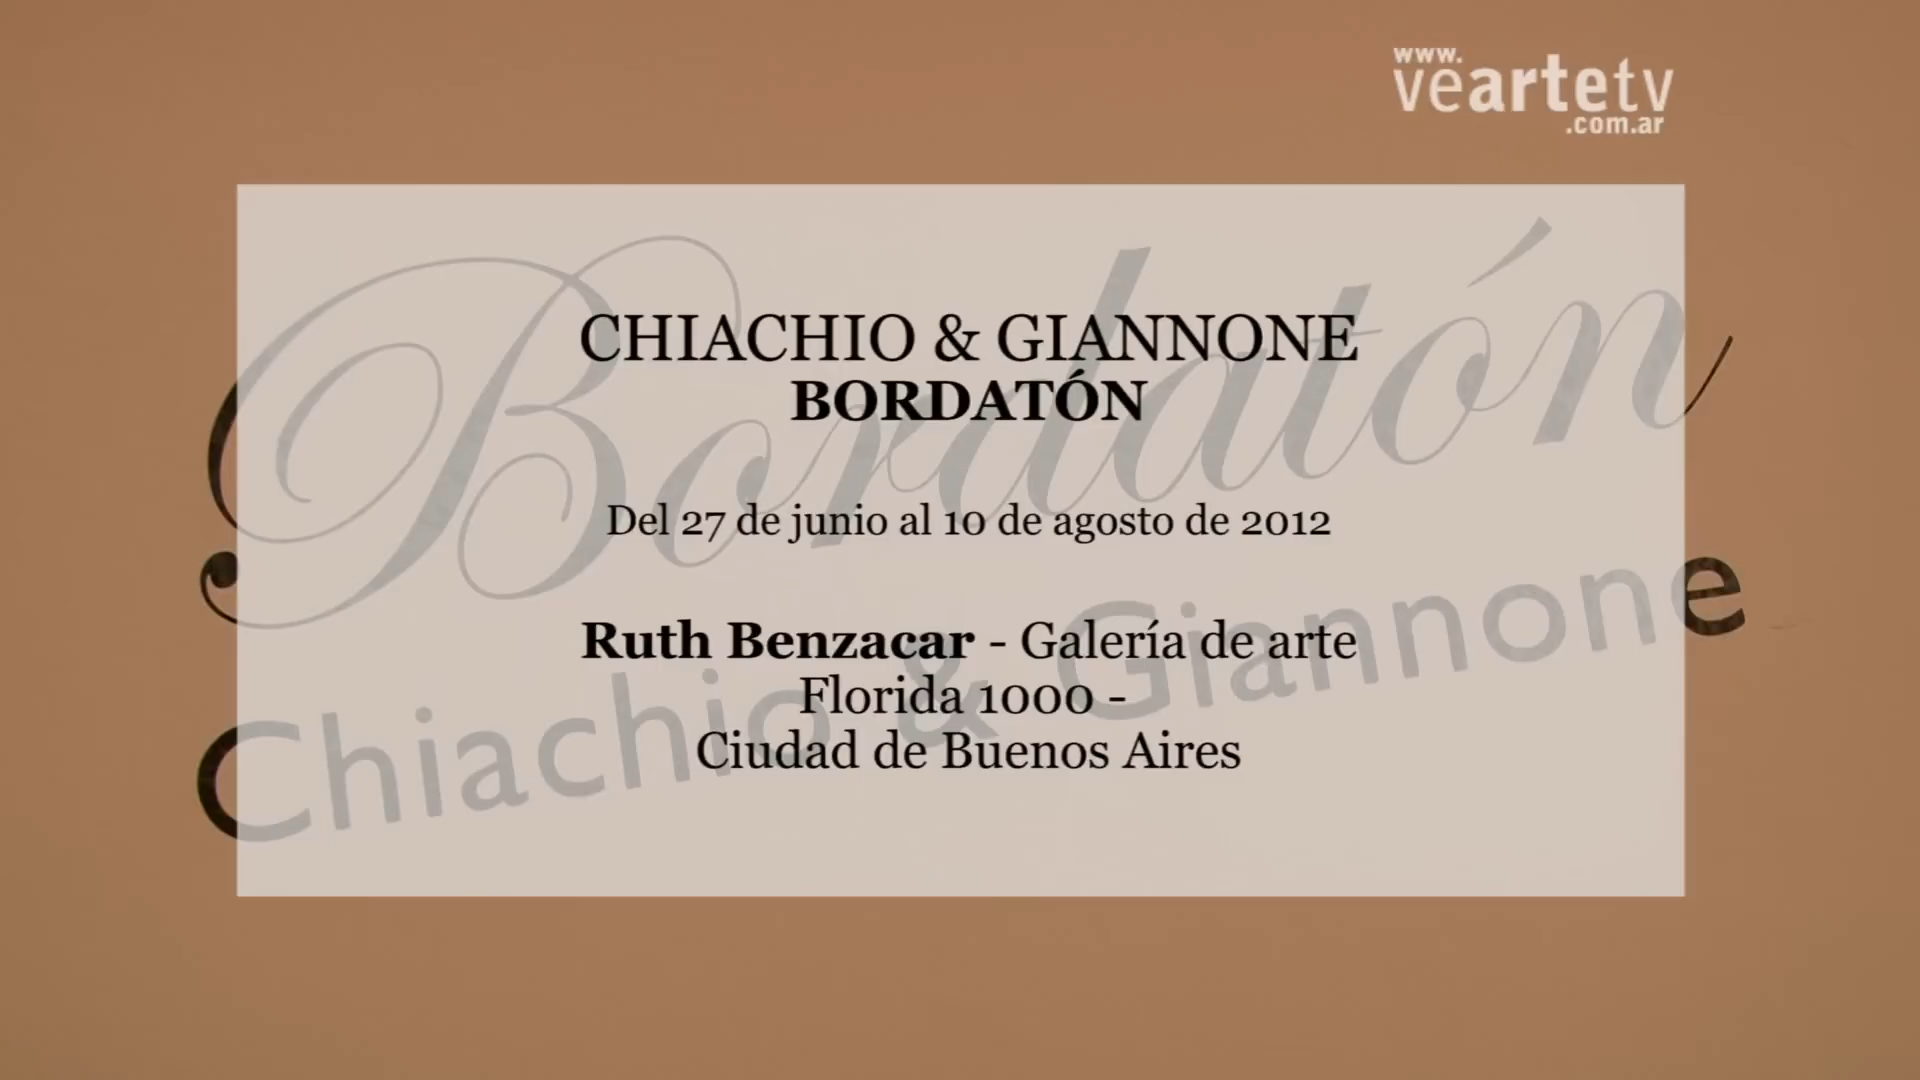 www.
veartetv
.com.ar
CHIACHIO & GIANNONE
BORDATÓN
Del 27 de junio al 10 de agosto de 2012
Ruth Benzacar - Galería de arte
Florida 1000 -
Ciudad de Buenos Aires
Bordatón
Chiachio & Giannone